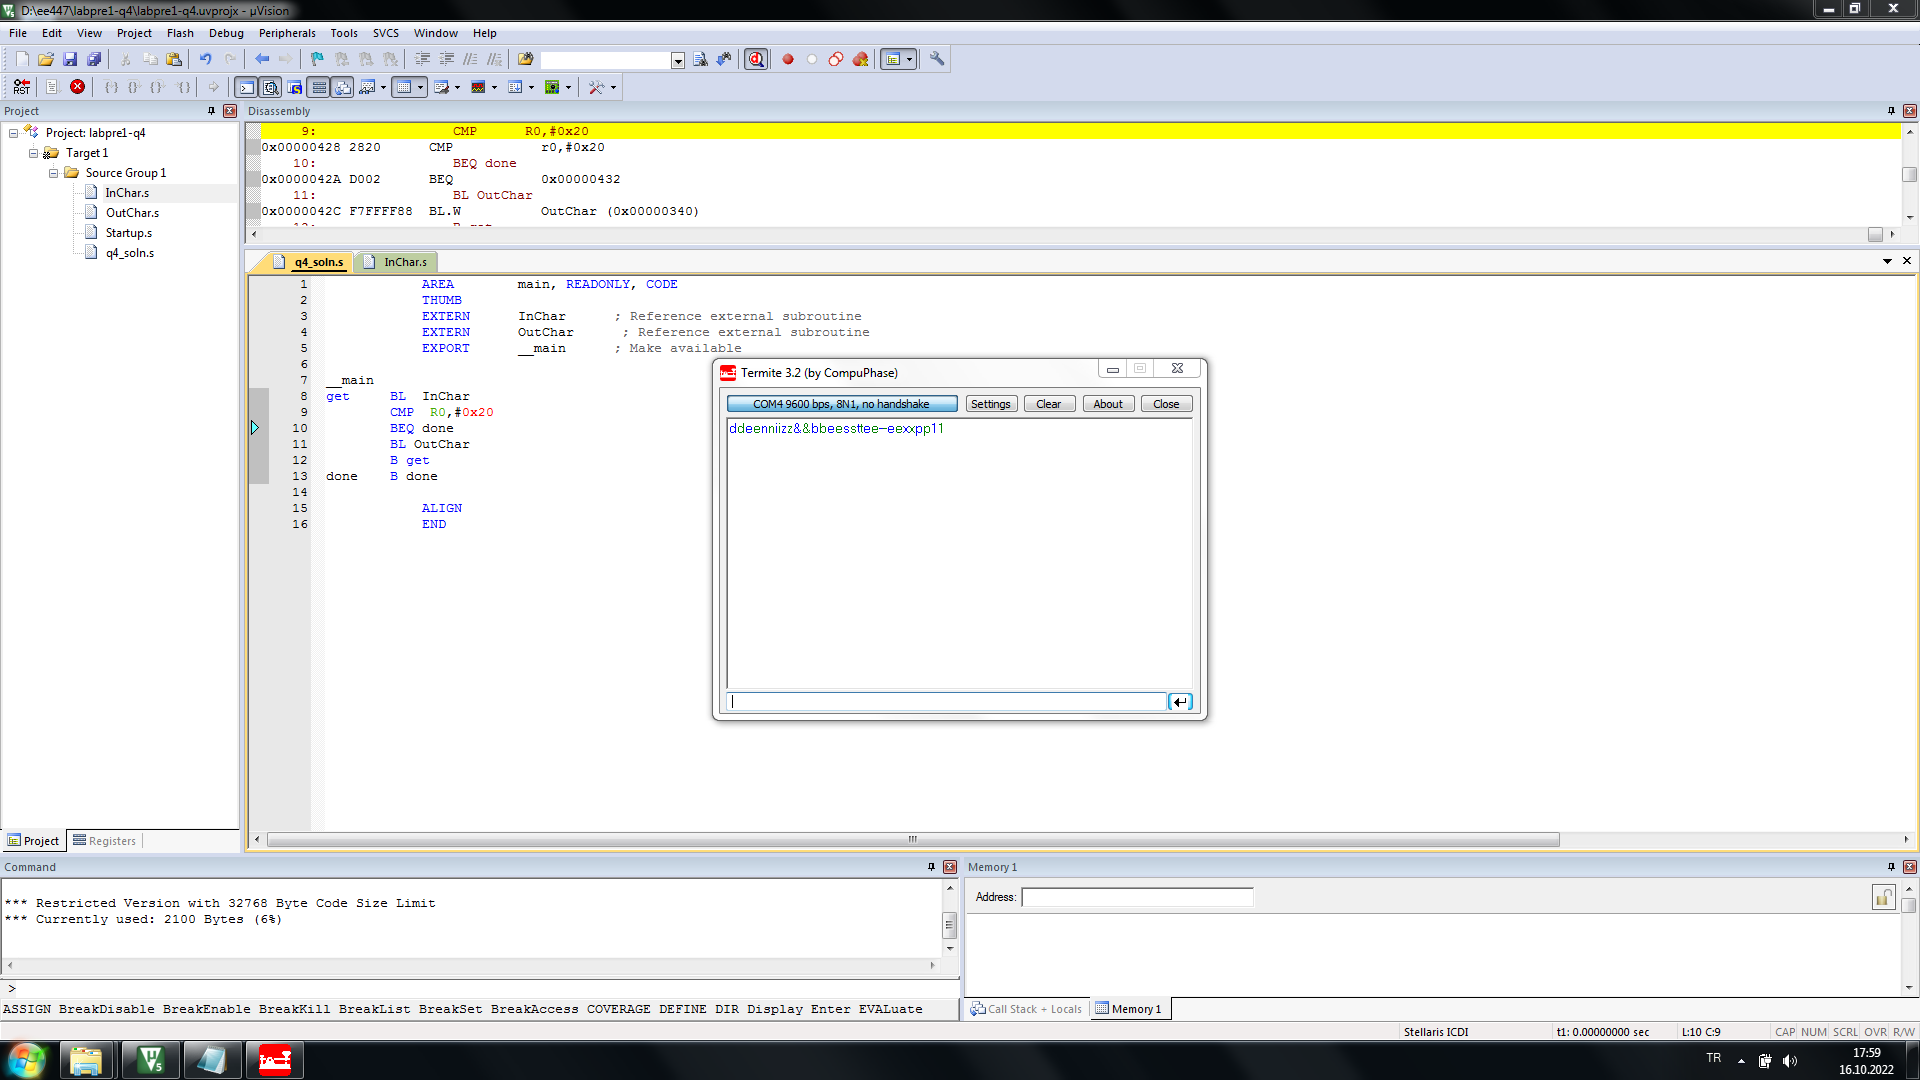 D:\ee447\labpre1-q4\labpre1-q4.uvprojx - µVision
File Edit View Project Flash Debug Peripherals Tools SVCS Window Help
RST
Project
Project: labpre1-q4
Target 1
Source Group 1
InChar.s
OutChar.s
Startup.s
q4_soln.s
Project Registers
Disassembly
9: CMP R0,#0x20
0x00000428 2820 CMP r0,#0x20
10: BEQ done
0x0000042A D002 BEQ 0x00000432
11: BL OutChar
0x0000042C F7FFFF88 BL.W OutChar (0x00000340)
q4_soln.s InChar.s
1 AREA main, READONLY, CODE
2 THUMB
3 EXTERN InChar ; Reference external subroutine
4 EXTERN OutChar ; Reference external subroutine
5 EXPORT __main ; Make available
6
7 __main
8 get BL InChar
9 CMP R0,#0x20
10 BEQ done
11 BL OutChar
12 B get
13 done B done
14
15 ALIGN
16 END
Termite 3.2 (by CompuPhase)
COM4 9600 bps, 8N1, no handshake Settings Clear About Close
ddeenniizz&&bbeessttee--eexxpp11
Command
*** Restricted Version with 32768 Byte Code Size Limit
*** Currently used: 2100 Bytes (6%)
>
ASSIGN BreakDisable BreakEnable BreakKill BreakList BreakSet BreakAccess COVERAGE DEFINE DIR Display Enter EVALuate
Memory 1
Address:
Call Stack + Locals Memory 1
Stellaris ICDI t1: 0.00000000 sec L:10 C:9 CAP NUM SCRL OVR R/W
TR
17:59
16.10.2022